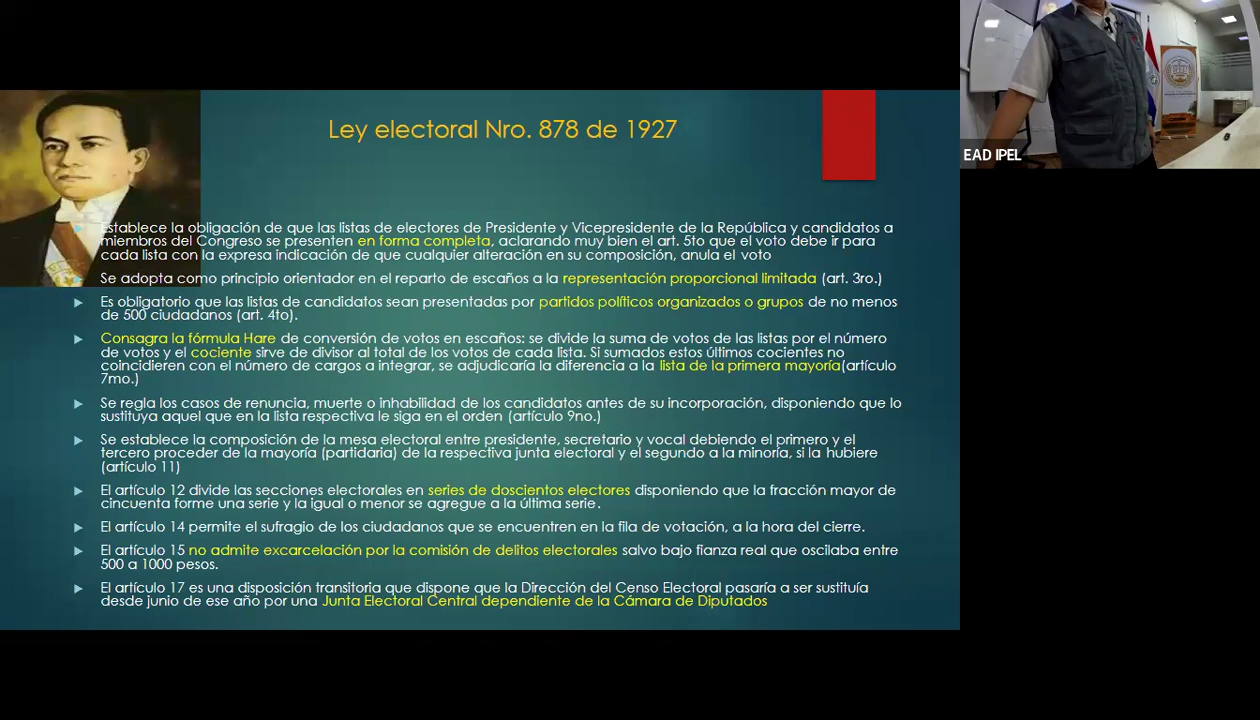 Ley electoral Nro. 878 de 1927
EAD IPEL
Establece la obligación de que las listas de electores de Presidente y Vicepresidente de la República y candidatos a
miembros del Congreso se presenten en forma completa, aclarando muy bien el art. 5to que el voto debe ir para
cada lista con la expresa indicación de que cualquier alteración en su composición, anula el voto
Se adopta como principio orientador en el reparto de escaños a la representación proporcional limitada (art. 3ro.)
Es obligatorio que las listas de candidatos sean presentadas por partidos políticos organizados o grupos de no menos
de 500 ciudadanos (art. 4to).
Consagra la fórmula Hare de conversión de votos en escaños: se divide la suma de votos de las listas por el número
de votos y el cociente sirve de divisor al total de los votos de cada lista. Si sumados estos últimos cocientes no
coincidieren con el número de cargos a integrar, se adjudicaría la diferencia a la lista de la primera mayoría(artículo
7mo.)
Se regla los casos de renuncia, muerte o inhabilidad de los candidatos antes de su incorporación, disponiendo que lo
sustituya aquel que en la lista respectiva le siga en el orden (artículo 9no.)
Se establece la composición de la mesa electoral entre presidente, secretario y vocal debiendo el primero y el
tercero proceder de la mayoría (partidaria) de la respectiva junta electoral y el segundo a la minoría, si la hubiere
(artículo 11)
El artículo 12 divide las secciones electorales en series de doscientos electores disponiendo que la fracción mayor de
cincuenta forme una serie y la igual o menor se agregue a la última serie.
El artículo 14 permite el sufragio de los ciudadanos que se encuentren en la fila de votación, a la hora del cierre.
El artículo 15 no admite excarcelación por la comisión de delitos electorales salvo bajo fianza real que oscilaba entre
500 a 1000 pesos.
El artículo 17 es una disposición transitoria que dispone que la Dirección del Censo Electoral pasaría a ser sustituía
desde junio de ese año por una Junta Electoral Central dependiente de la Cámara de Diputados